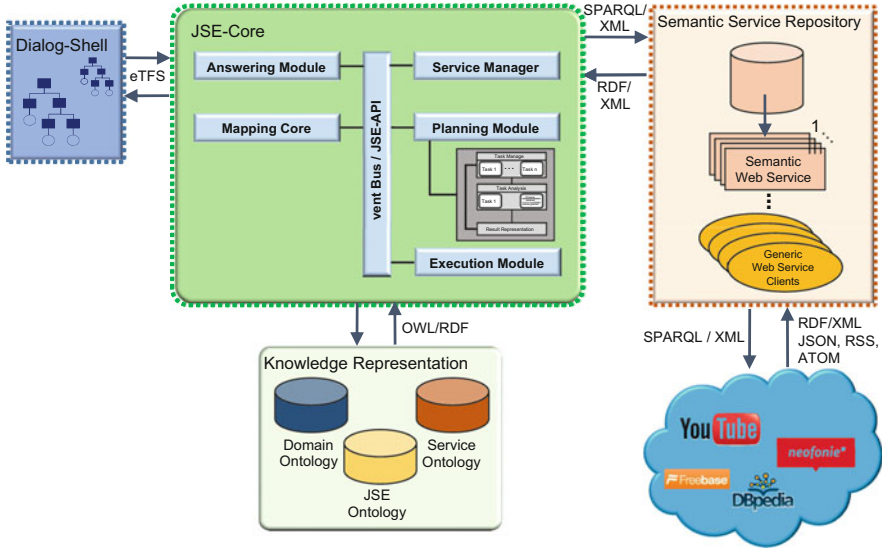 Dialog-Shell
eTFS
JSE-Core
Answering Module
Service Manager
Mapping Core
vent Bus / JSE-API
Planning Module
Task Manage
Task 1
...
Task n
Task Analysis
Task 1
Result Representation
Execution Module
SPARQL/
XML
RDF/
XML
Semantic Service Repository
1
Semantic
Web Service
Generic
Web Service
Clients
OWL/RDF
Knowledge Representation
Domain
Ontology
Service
Ontology
JSE
Ontology
SPARQL / XML
RDF/XML
JSON, RSS,
ATOM
YouTube
neofonie*
Freebase
DBpedia